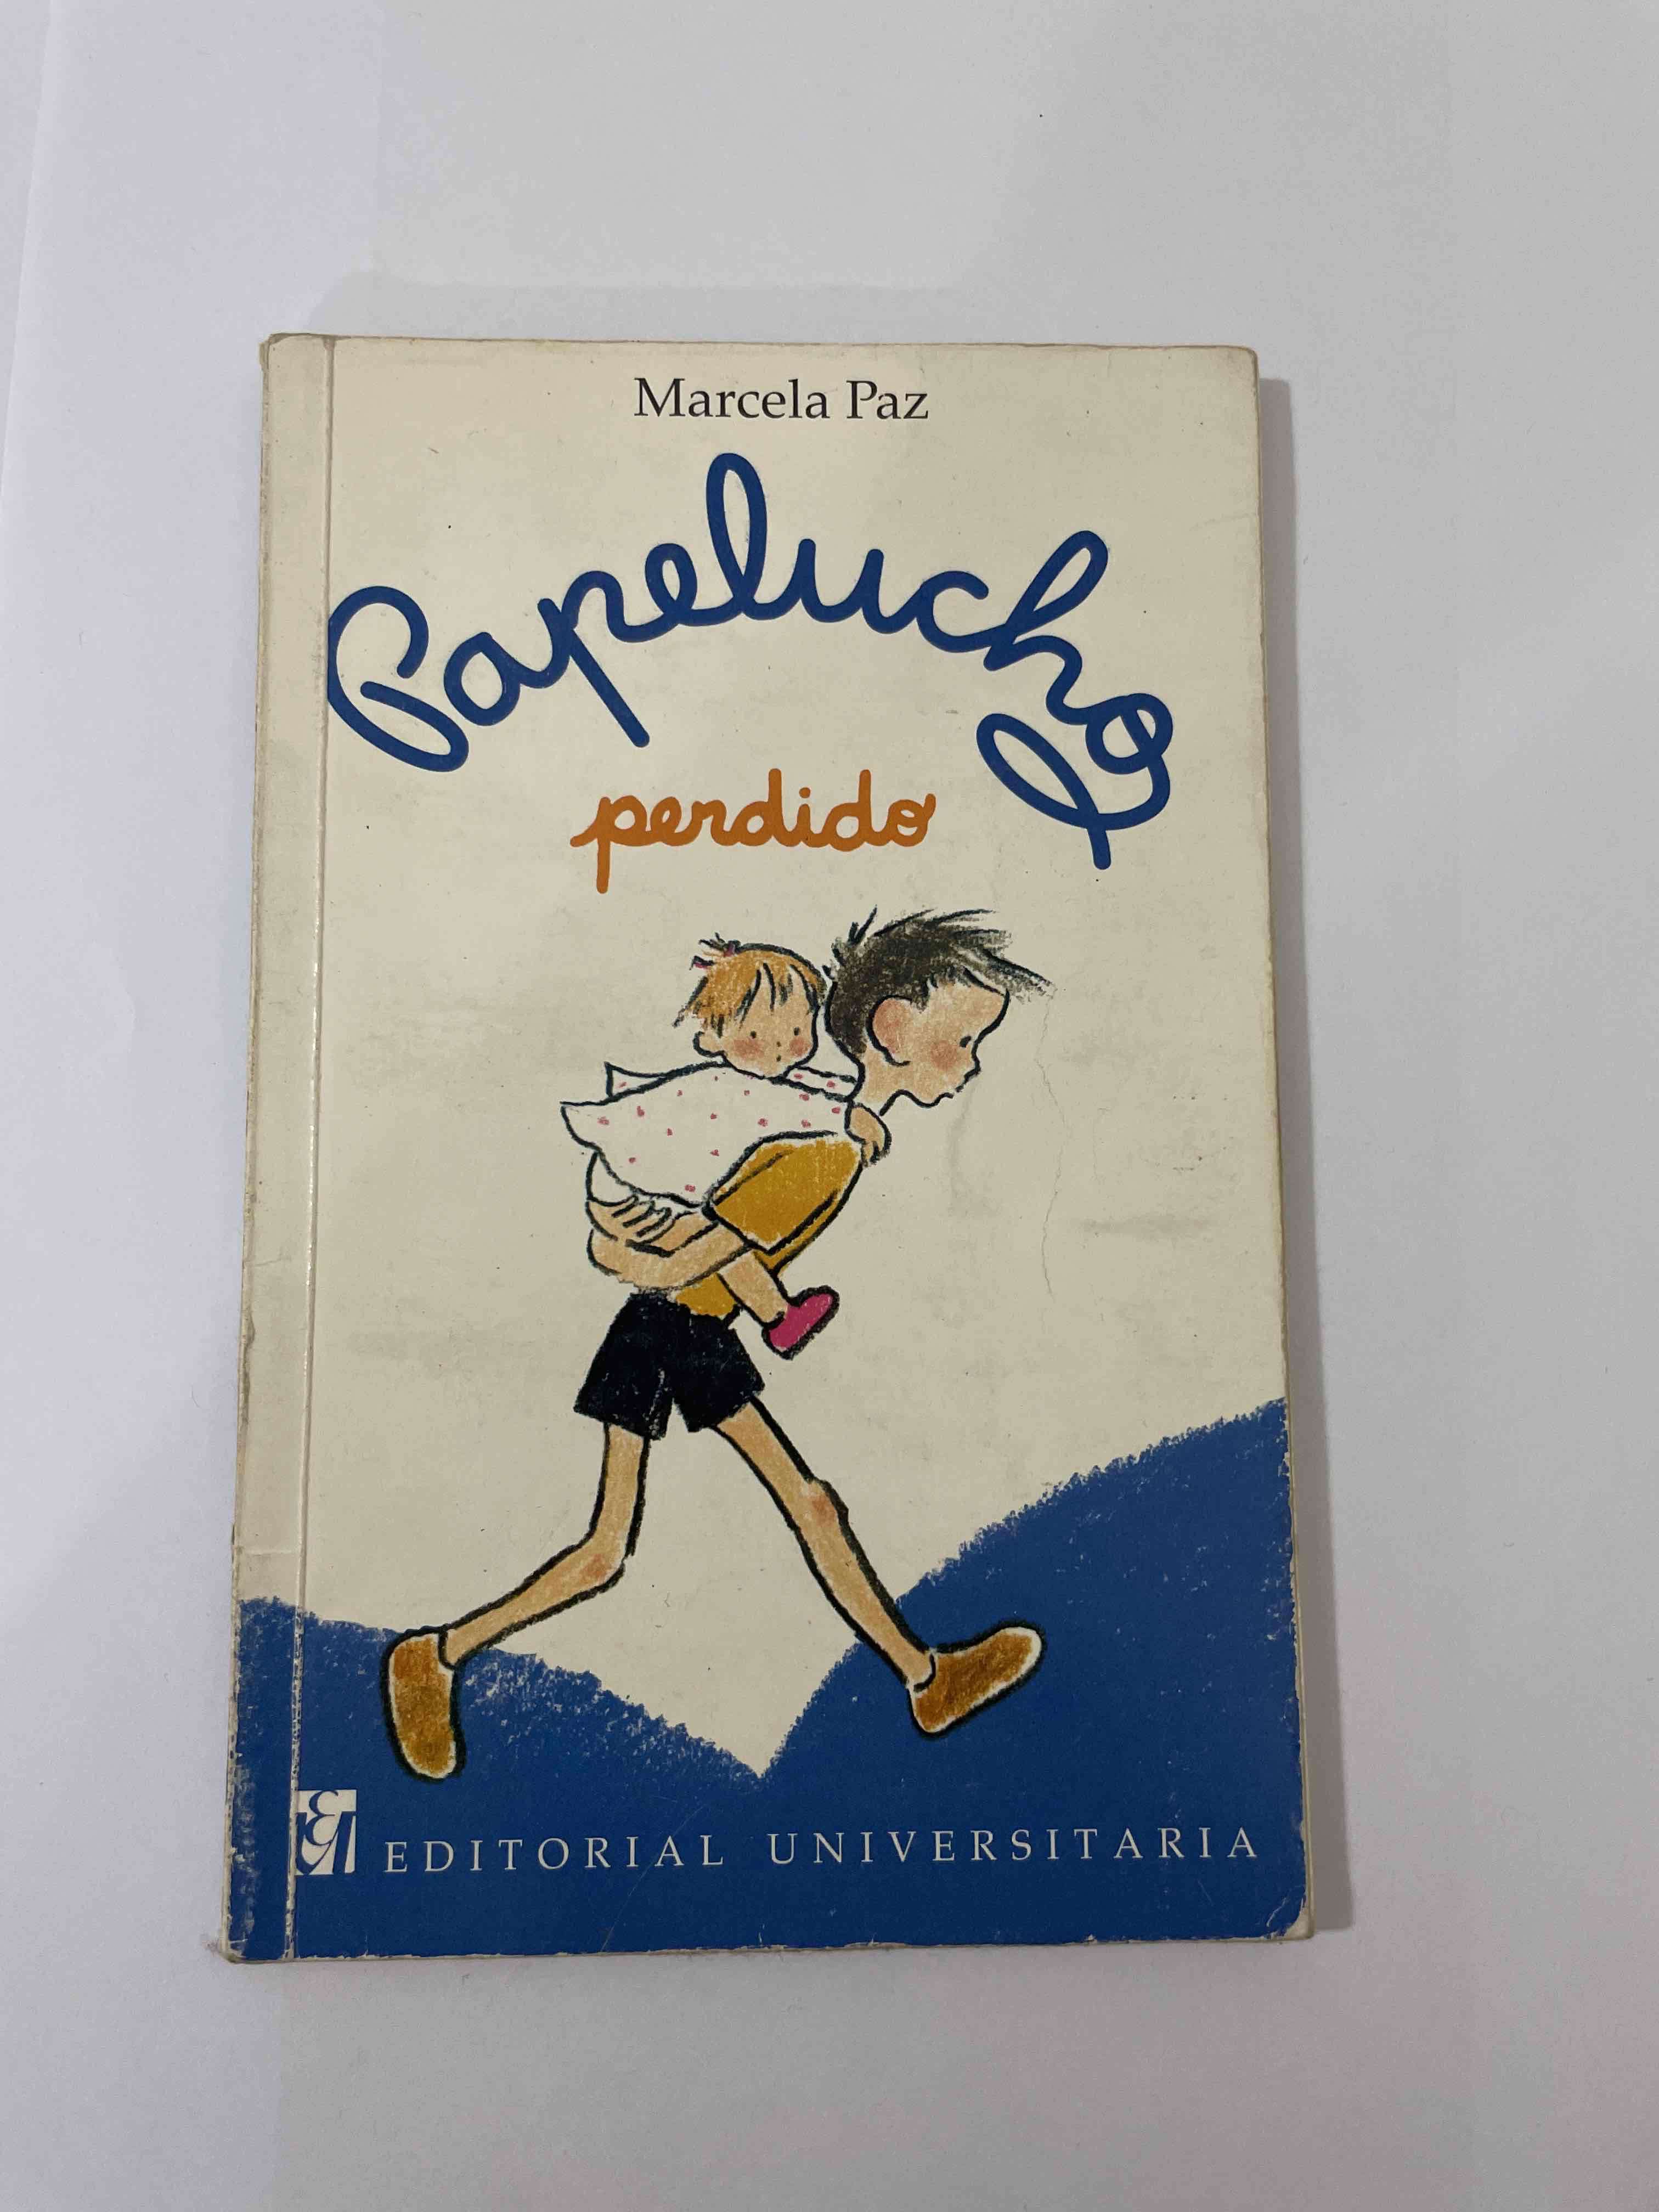 Marcela Paz
Papelucho
perdido
EDITORIAL UNIVERSITARIA